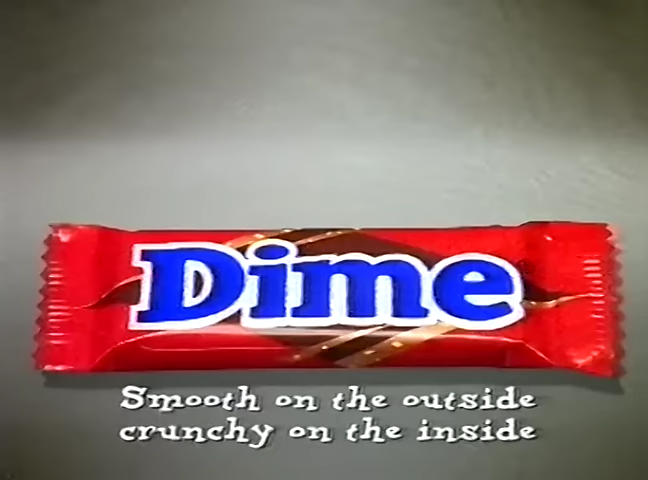 Dime
Smooth on the outside
crunchy on the inside